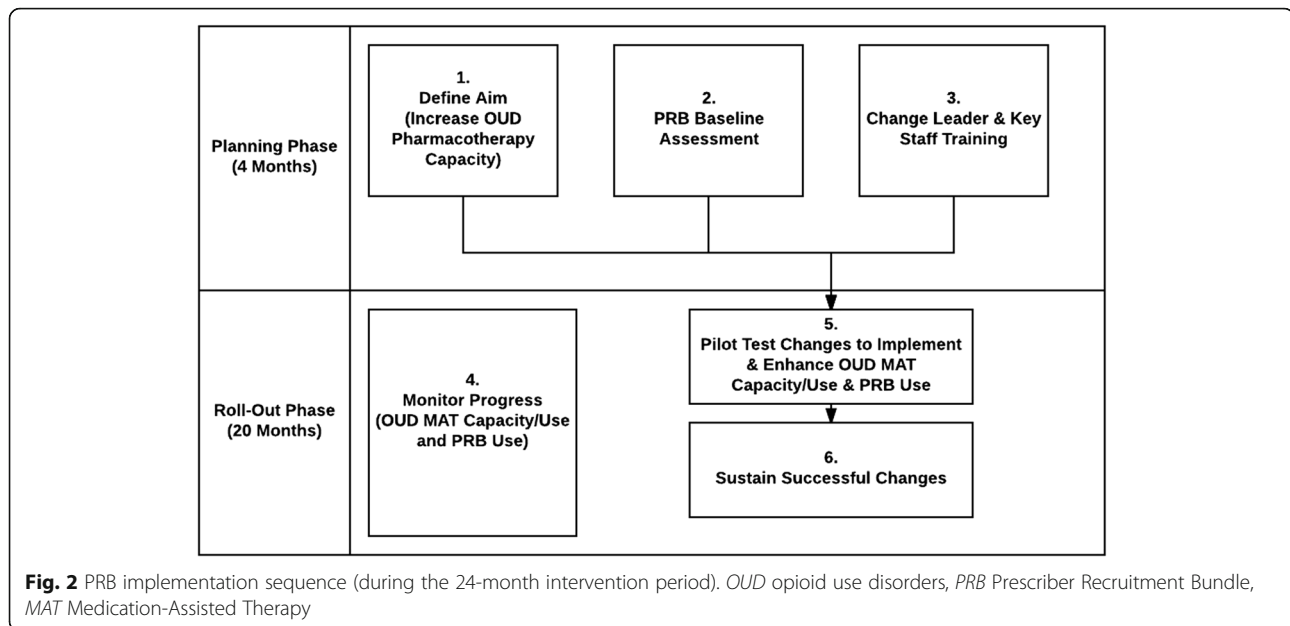 Planning Phase
(4 Months)
1.
Define Aim
(Increase OUD
Pharmacotherapy
Capacity)
2.
PRB Baseline
Assessment
3.
Change Leader & Key
Staff Training
Roll-Out Phase
(20 Months)
4.
Monitor Progress
(OUD MAT Capacity/Use
and PRB Use)
5.
Pilot Test Changes to Implement
& Enhance OUD MAT
Capacity/Use & PRB Use
6.
Sustain Successful Changes
Fig. 2 PRB implementation sequence (during the 24-month intervention period). OUD opioid use disorders, PRB Prescriber Recruitment Bundle,
MAT Medication-Assisted Therapy